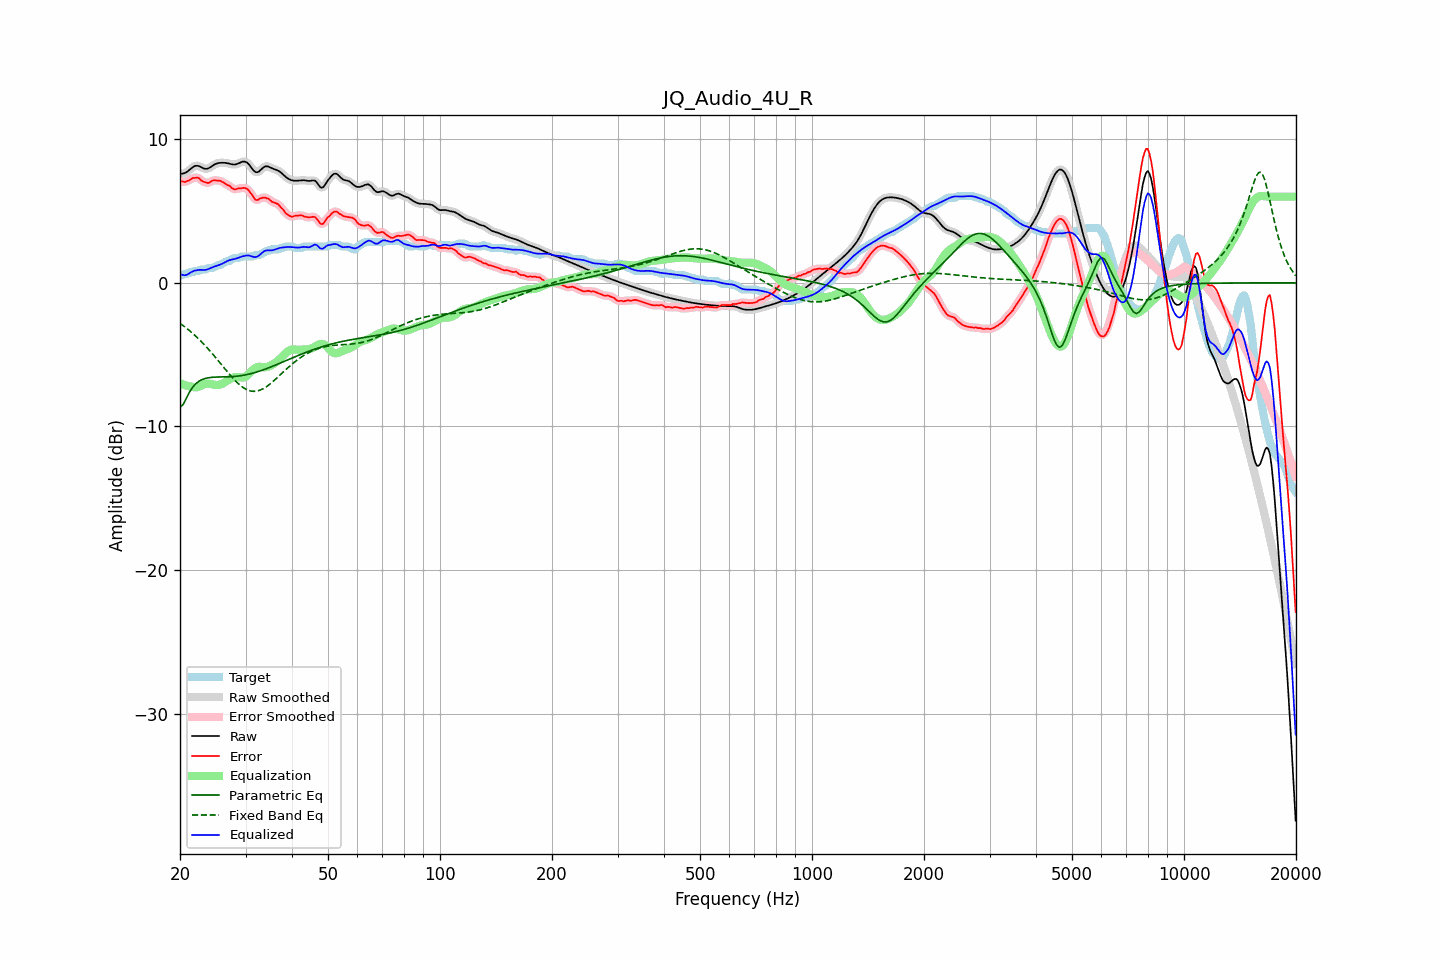 JQ_Audio_4U_R
10
0
−10
−20
−30
Amplitude (dBr)
20
50
100
200
500
1000
2000
5000
10000
20000
Frequency (Hz)
Target
Raw Smoothed
Error Smoothed
Raw
Error
Equalization
Parametric Eq
Fixed Band Eq
Equalized